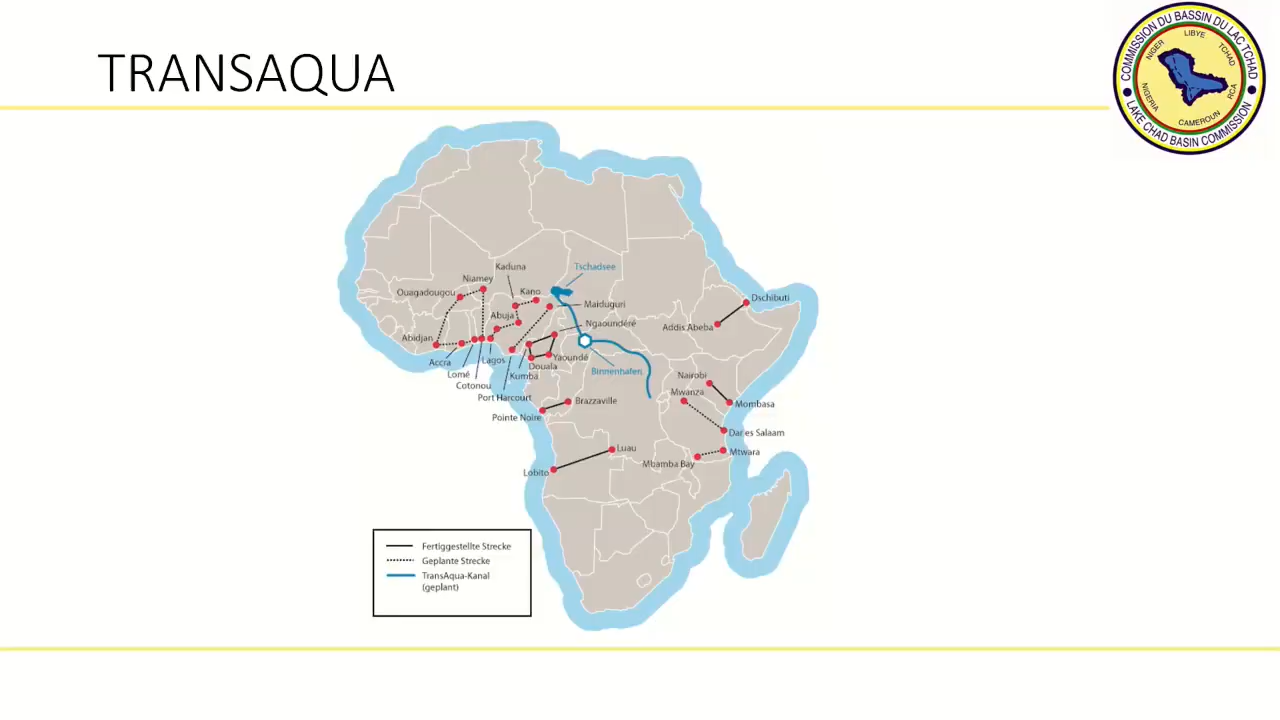 TRANSAQUA
COMMISSION DU BASSIN DU LAC TCHAD
LIBYE
NIGER
TCHAD
NIGERIA
RCA
CAMEROUN
LAKE CHAD BASIN COMMISSION
Kaduna
Tschadsee
Niamey
Ouagadougou
Kano
Dschibuti
Maiduguri
Abuja
Ngaoundéré
Addis Abeba
Abidjan
Accra
Lagos
Yaoundé
Douala
Lomé
Kumba
Binnenhafen
Nairobi
Cotonou
Mwanza
Port Harcourt
Brazzaville
Mombasa
Pointe Noire
Dar es Salaam
Luau
Mtwara
Mbamba Bay
Lobito
Fertiggestellte Strecke
Geplante Strecke
TransAqua-Kanal
(geplant)